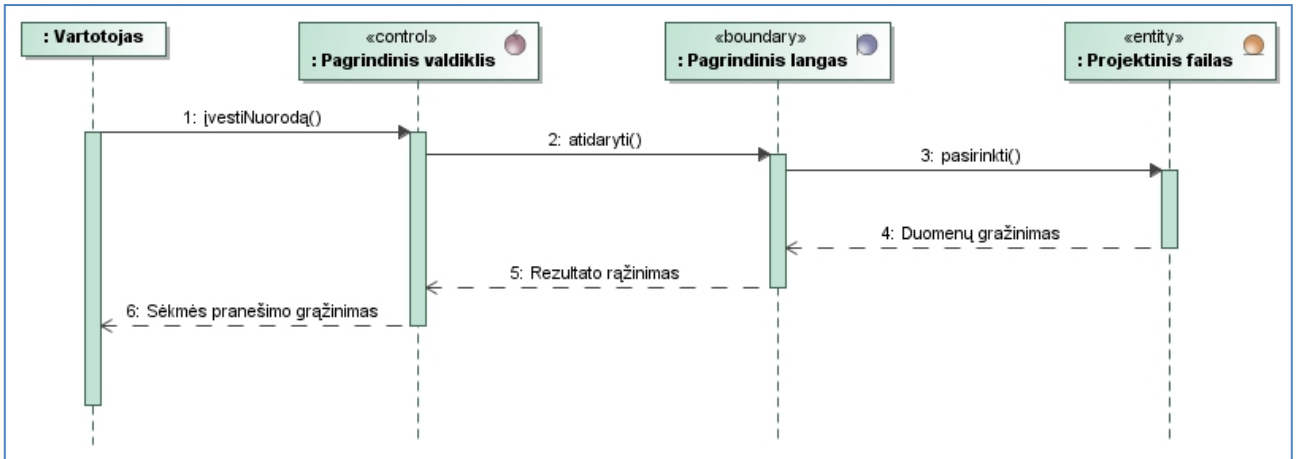 : Vartotojas
«control»
: Pagrindinis valdiklis
«boundary»
: Pagrindinis langas
«entity»
: Projektinis failas
1: įvestiNuorodą()
2: atidaryti()
3: pasirinkti()
4: Duomenų gražinimas
5: Rezultato rąžinimas
6: Sėkmės pranešimo grąžinimas